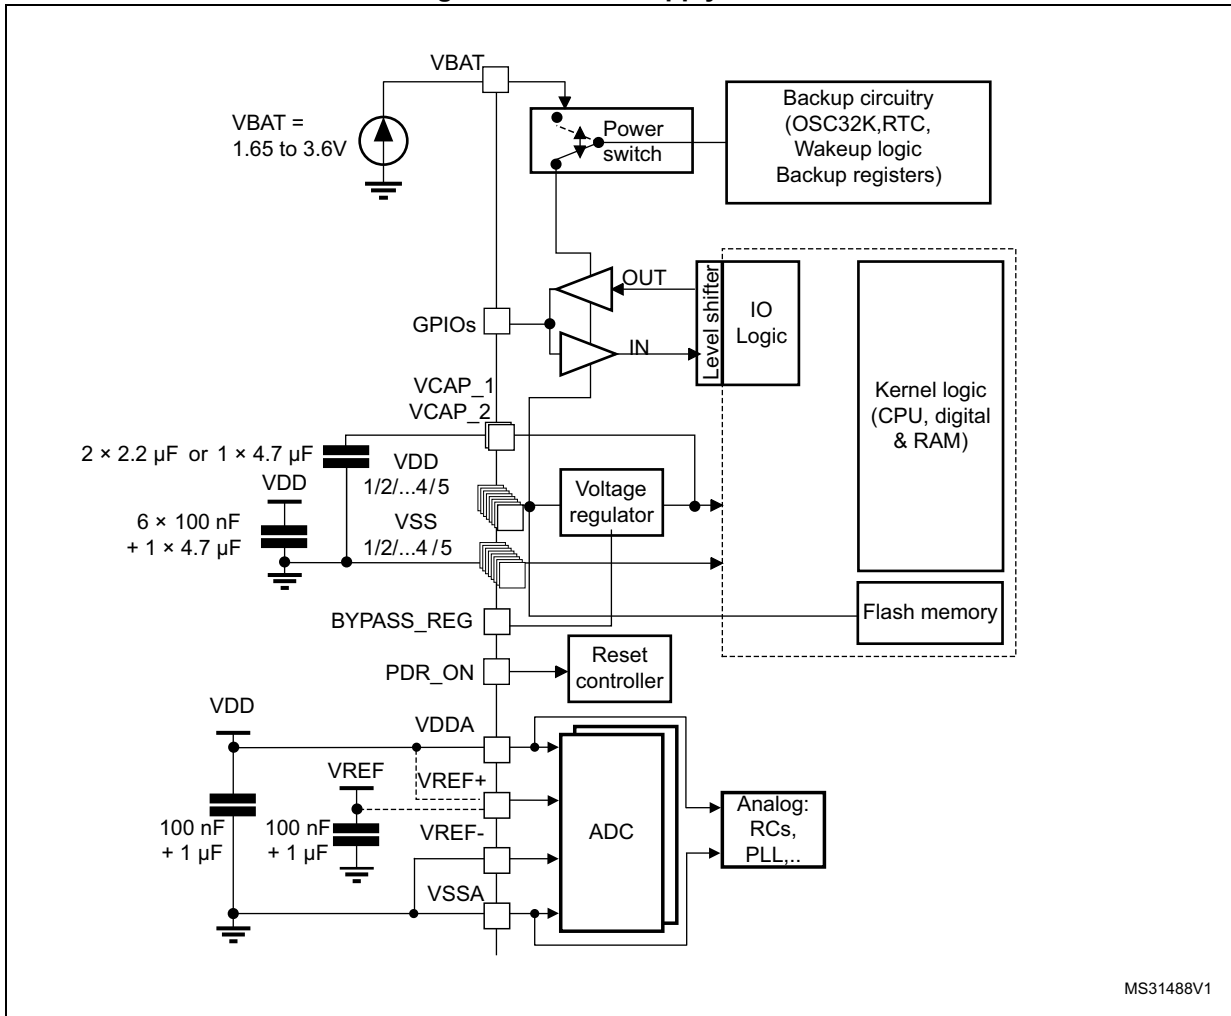 VBAT
VBAT =
1.65 to 3.6V
Power
switch
Backup circuitry
(OSC32K,RTC,
Wakeup logic
Backup registers)
OUT
Level shifter
IO
Logic
GPIOs
IN
Kernel logic
(CPU, digital
& RAM)
VCAP_1
VCAP_2
2 × 2.2 µF or 1 × 4.7 µF
VDD
1/2/...4/5
VDD
Voltage
regulator
6 × 100 nF
+ 1 × 4.7 µF
VSS
1/2/...4/5
BYPASS_REG
Flash memory
PDR_ON
Reset
controller
VDD
VDDA
VREF
VREF+
100 nF
+ 1 µF
100 nF
+ 1 µF
VREF-
ADC
Analog:
RCs,
PLL,..
VSSA
MS31488V1